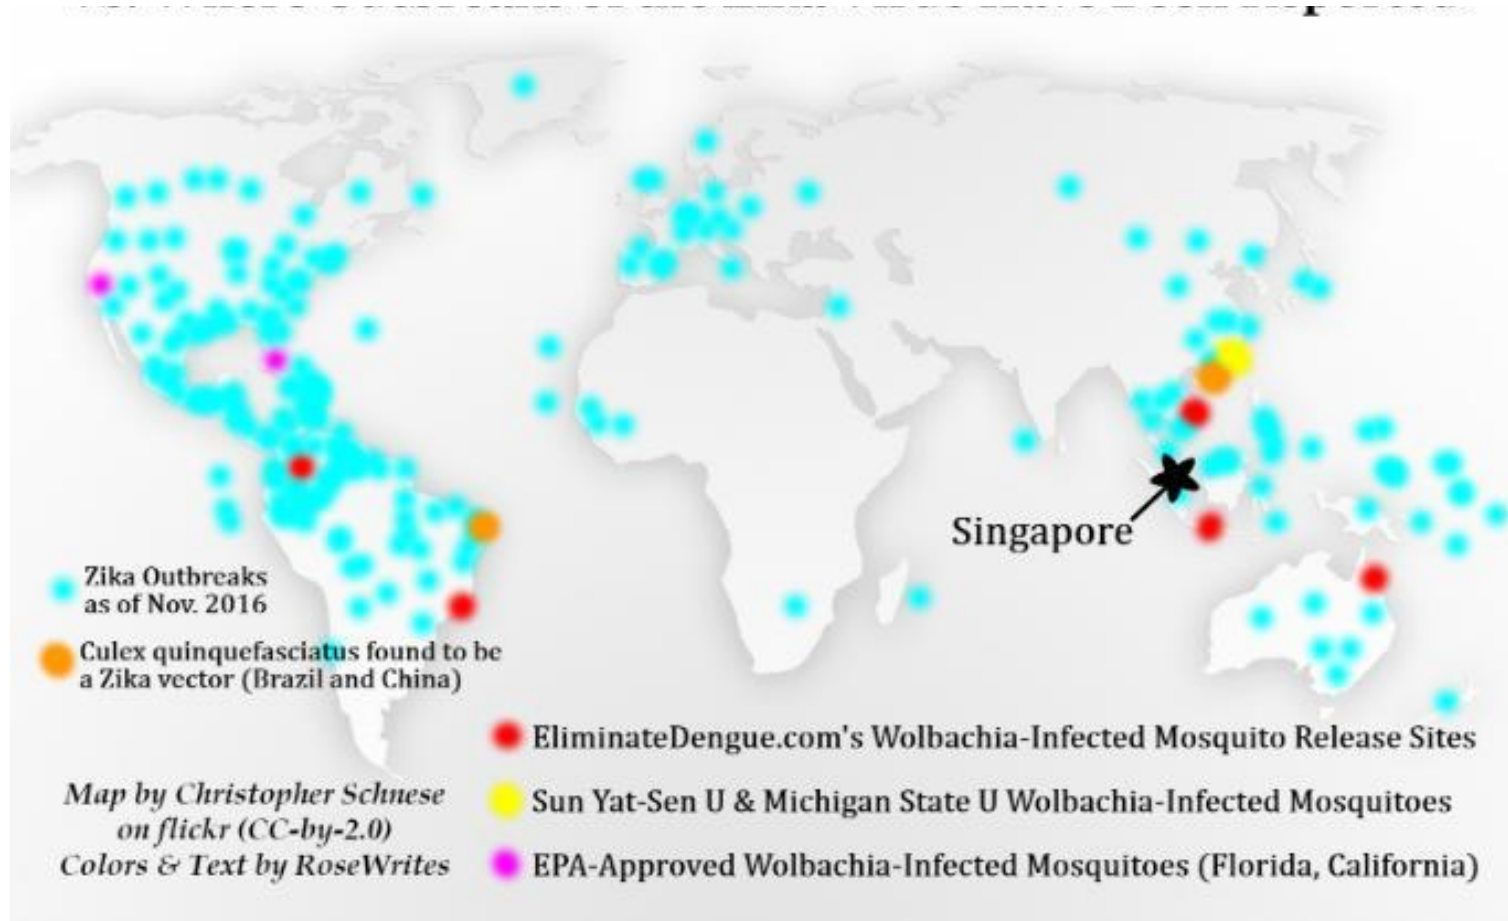 Singapore
Zika Outbreaks
as of Nov. 2016
Culex quinquefasciatus found to be
a Zika vector (Brazil and China)
EliminateDengue.com's Wolbachia-Infected Mosquito Release Sites
Map by Christopher Schnese
on flickr (CC-by-2.0)
Colors & Text by RoseWrites
Sun Yat-Sen U & Michigan State U Wolbachia-Infected Mosquitoes
EPA-Approved Wolbachia-Infected Mosquitoes (Florida, California)